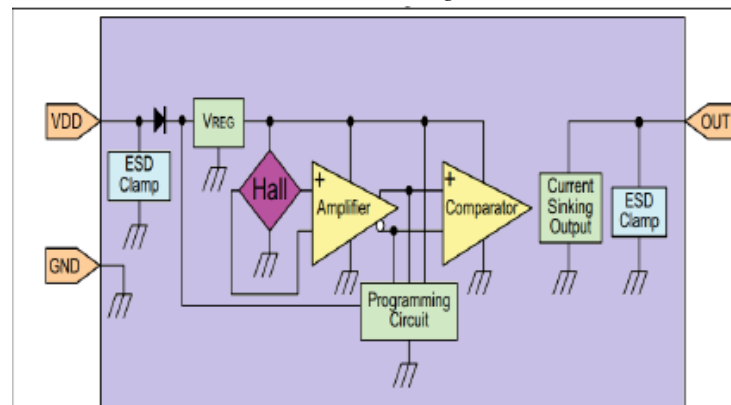 VDD
VREG
OUT
ESD
Clamp
Hall
+
Amplifier
+
Comparator
Current
Sinking
Output
ESD
Clamp
GND
Programming
Circuit